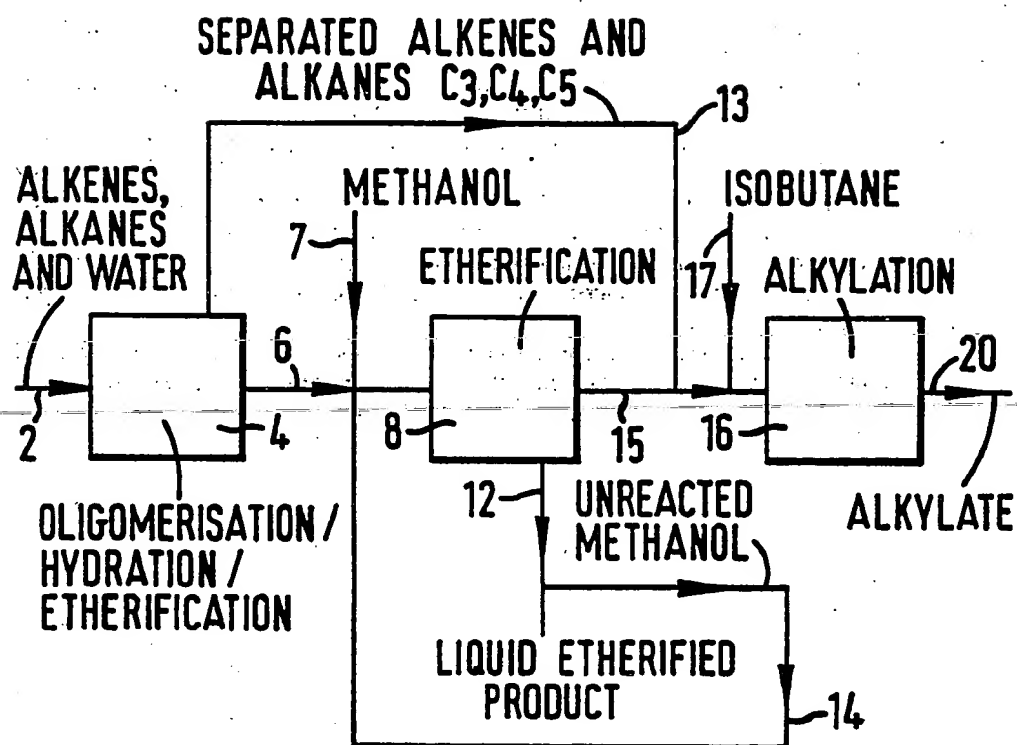 SEPARATED ALKENES AND
ALKANES C3,C4,C5
13
ALKENES,
ALKANES
AND WATER
METHANOL
7
ISOBUTANE
17
ETHERIFICATION
ALKYLATION
2
4
6
8
15
16
20
OLIGOMERISATION/
HYDRATION/
ETHERIFICATION
12
UNREACTED
METHANOL
ALKYLATE
LIQUID ETHERIFIED
PRODUCT
14